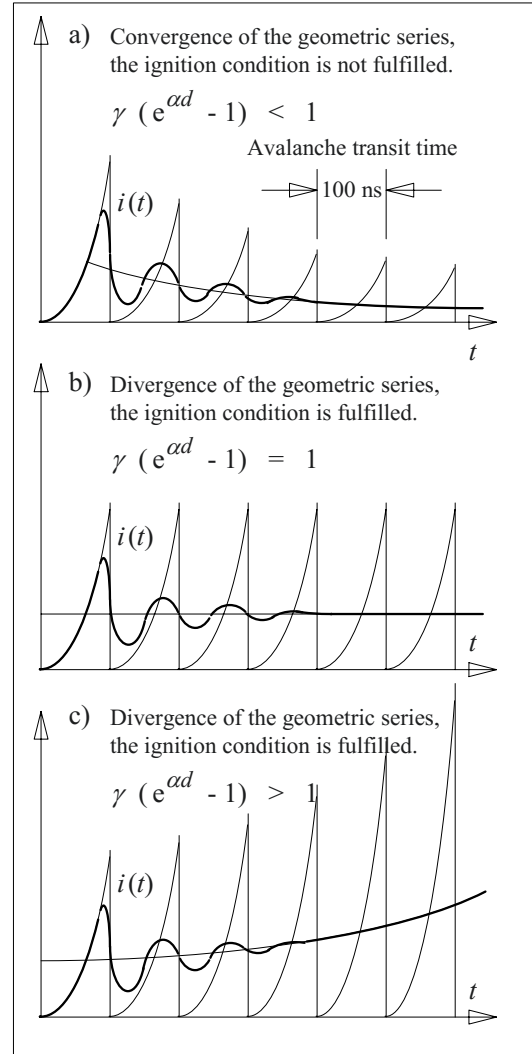 a) Convergence of the geometric series,
the ignition condition is not fulfilled.
γ (e^αd - 1) < 1
Avalanche transit time
100 ns
i(t)
t
b) Divergence of the geometric series,
the ignition condition is fulfilled.
γ (e^αd - 1) = 1
i(t)
t
c) Divergence of the geometric series,
the ignition condition is fulfilled.
γ (e^αd - 1) > 1
i(t)
t